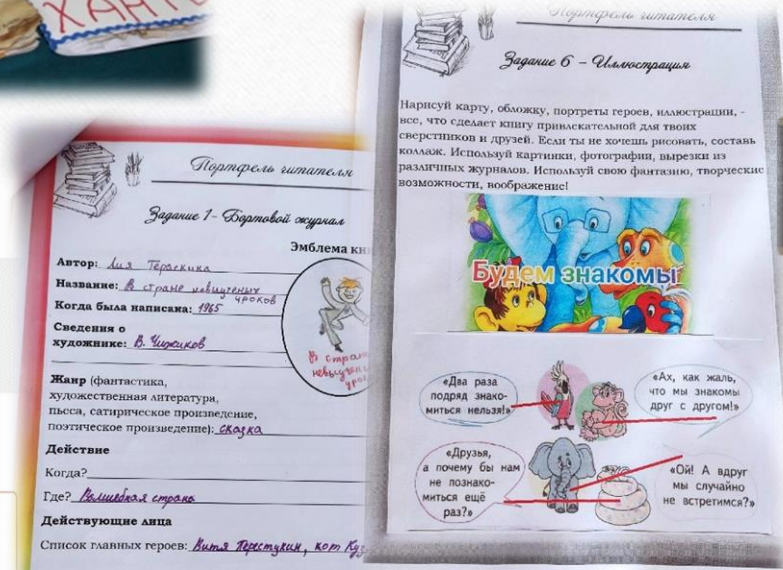 ХАНТЫ
Портфель читателя
Задание 1 - Бортовой журнал
Эмблема кни
Автор: Лия Гераскина
Название: В стране невыученых
уроков
Когда была написана: 1965
Сведения о
художнике: В. Чижиков
В стране
невыученных
Жанр (фантастика,
художественная литература,
пьеса, сатирическое произведение,
поэтическое произведение): сказка
Действие
Когда?
Где? Волшебная страна
Действующие лица
Список главных героев: Витя Перестукин, кот Куз
Портфель читателя
Задание 6 - Иллюстрация
Нарисуй карту, обложку, портреты героев, иллюстрации, -
все, что сделает книгу привлекательной для твоих
сверстников и друзей. Если ты не хочешь рисовать, составь
коллаж. Используй картинки, фотографии, вырезки из
различных журналов. Используй свою фантазию, творческие
возможности, воображение!
Будем знакомы
«Два раза
подряд знако-
миться нельзя!»
«Ах, как жаль,
что мы знакомы
друг с другом!»
«Друзья,
а почему бы нам
не познако-
миться ещё
раз?»
«Ой! А вдруг
мы случайно
не встретимся?»